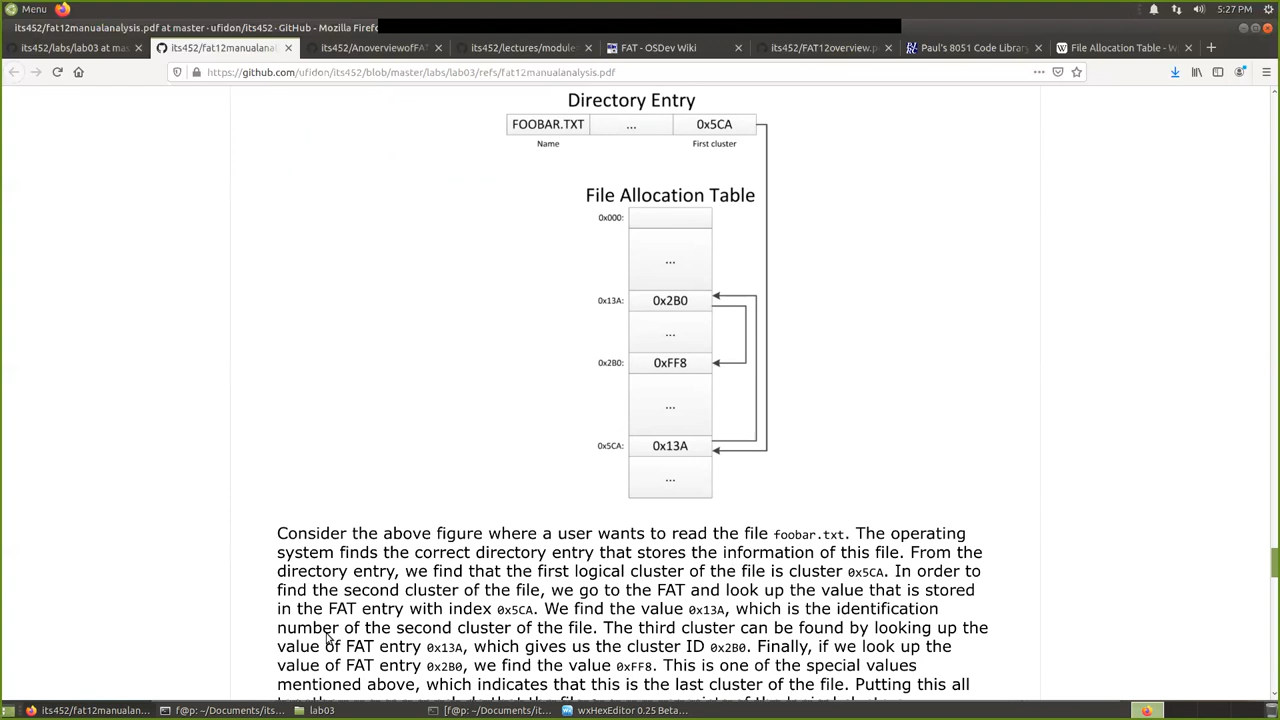 Menu
5:27 PM
its452/fat12manualanalysis.pdf at master · ufidon/its452 · GitHub - Mozilla Firefo
its452/labs/lab03 at mas
its452/fat12manualanal
its452/AnoverviewofFAT
its452/lectures/module
FAT - OSDev Wiki
its452/FAT12overview.p
Paul's 8051 Code Library
File Allocation Table - W
https://github.com/ufidon/its452/blob/master/labs/lab03/refs/fat12manualanalysis.pdf
Directory Entry
FOOBAR.TXT ... 0x5CA
Name First cluster
File Allocation Table
0x000:
...
0x13A: 0x2B0
...
0x2B0: 0xFF8
...
0x5CA: 0x13A
...
Consider the above figure where a user wants to read the file foobar.txt. The operating
system finds the correct directory entry that stores the information of this file. From the
directory entry, we find that the first logical cluster of the file is cluster 0x5CA. In order to
find the second cluster of the file, we go to the FAT and look up the value that is stored
in the FAT entry with index 0x5CA. We find the value 0x13A, which is the identification
number of the second cluster of the file. The third cluster can be found by looking up the
value of FAT entry 0x13A, which gives us the cluster ID 0x2B0. Finally, if we look up the
value of FAT entry 0x2B0, we find the value 0xFF8. This is one of the special values
mentioned above, which indicates that this is the last cluster of the file. Putting this all
its452/fat12manualanalysis....
f@p: ~/Documents/its...
lab03
[f@p: ~/Documents/its...
wxHexEditor 0.25 Beta...